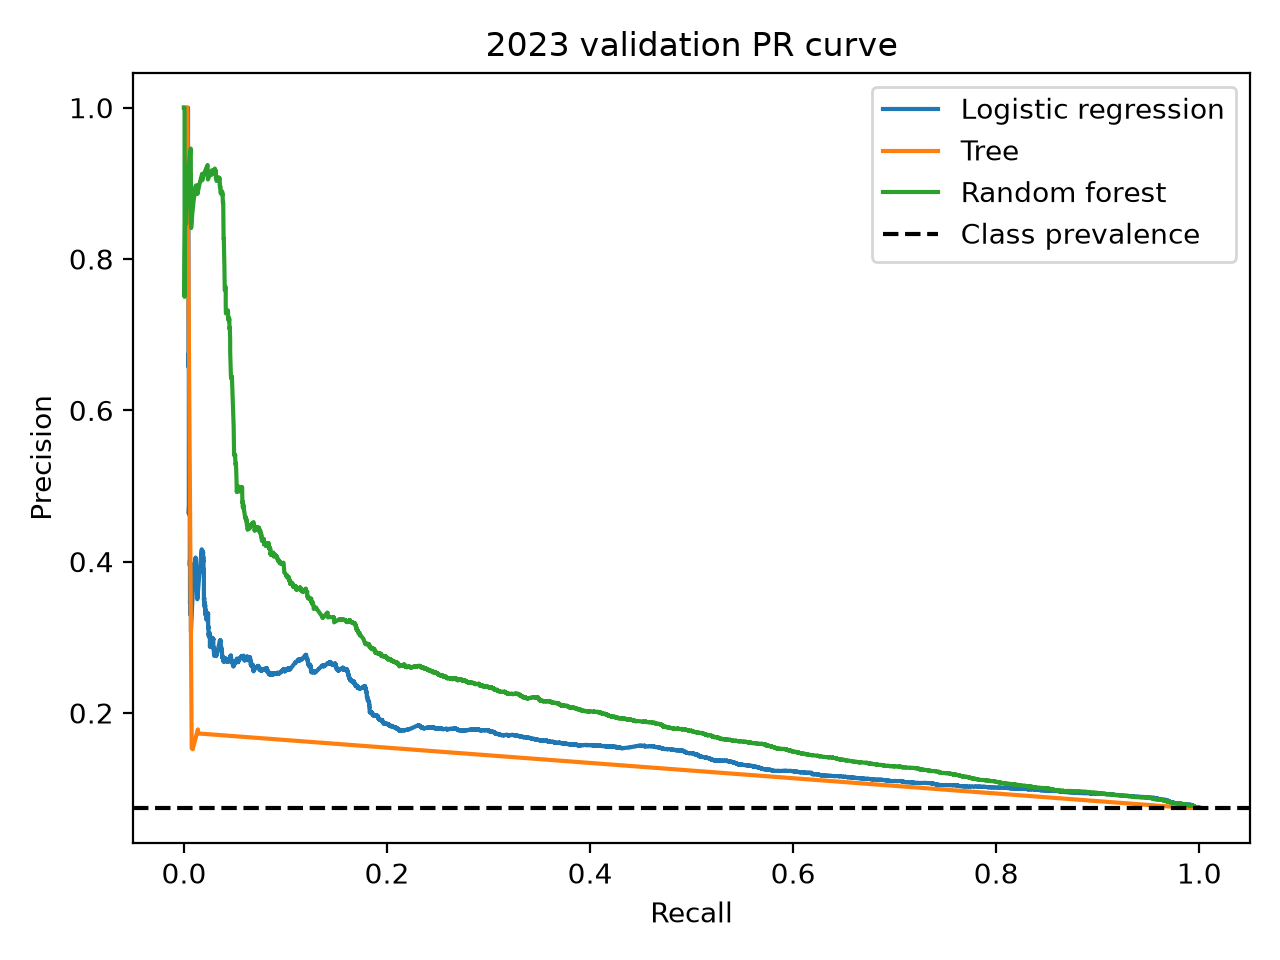 2023 validation PR curve
Logistic regression
Tree
Random forest
Class prevalence
Precision
1.0
0.8
0.6
0.4
0.2
0.0 0.2 0.4 0.6 0.8 1.0
Recall